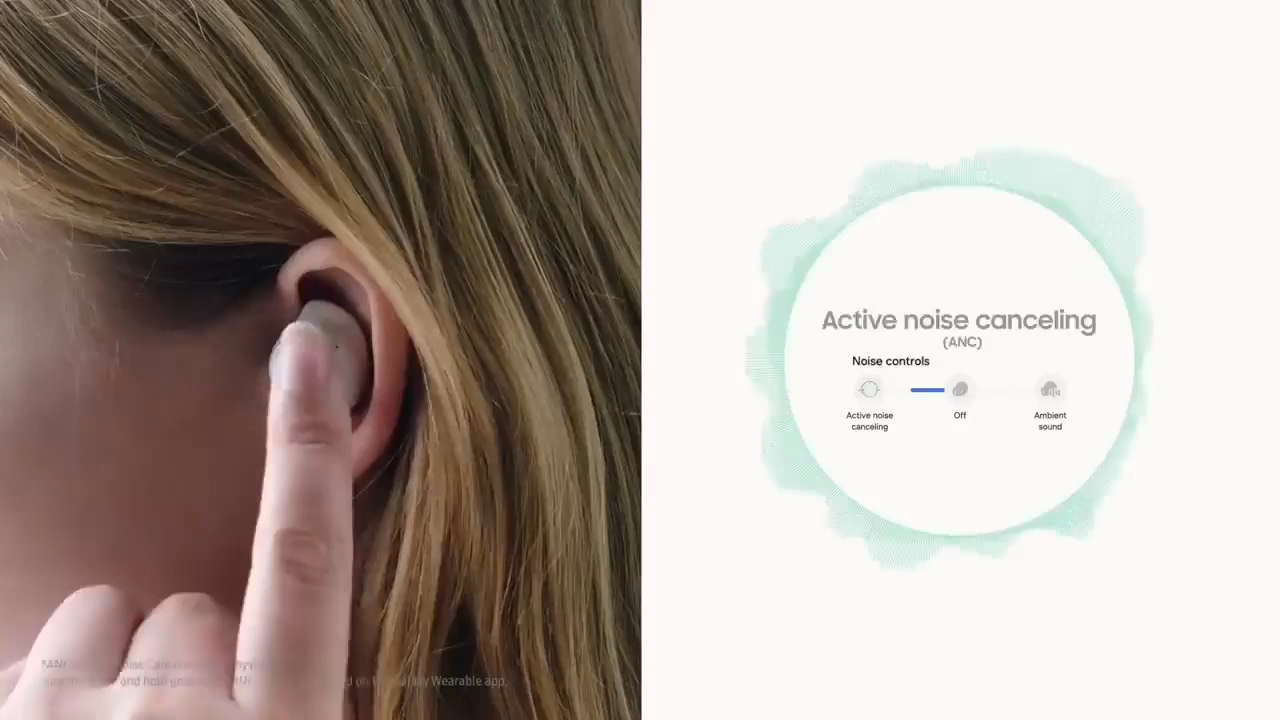 Active noise canceling
(ANC)
Noise controls
Active noise
canceling
Off
Ambient
sound
and hold
Wearable app.